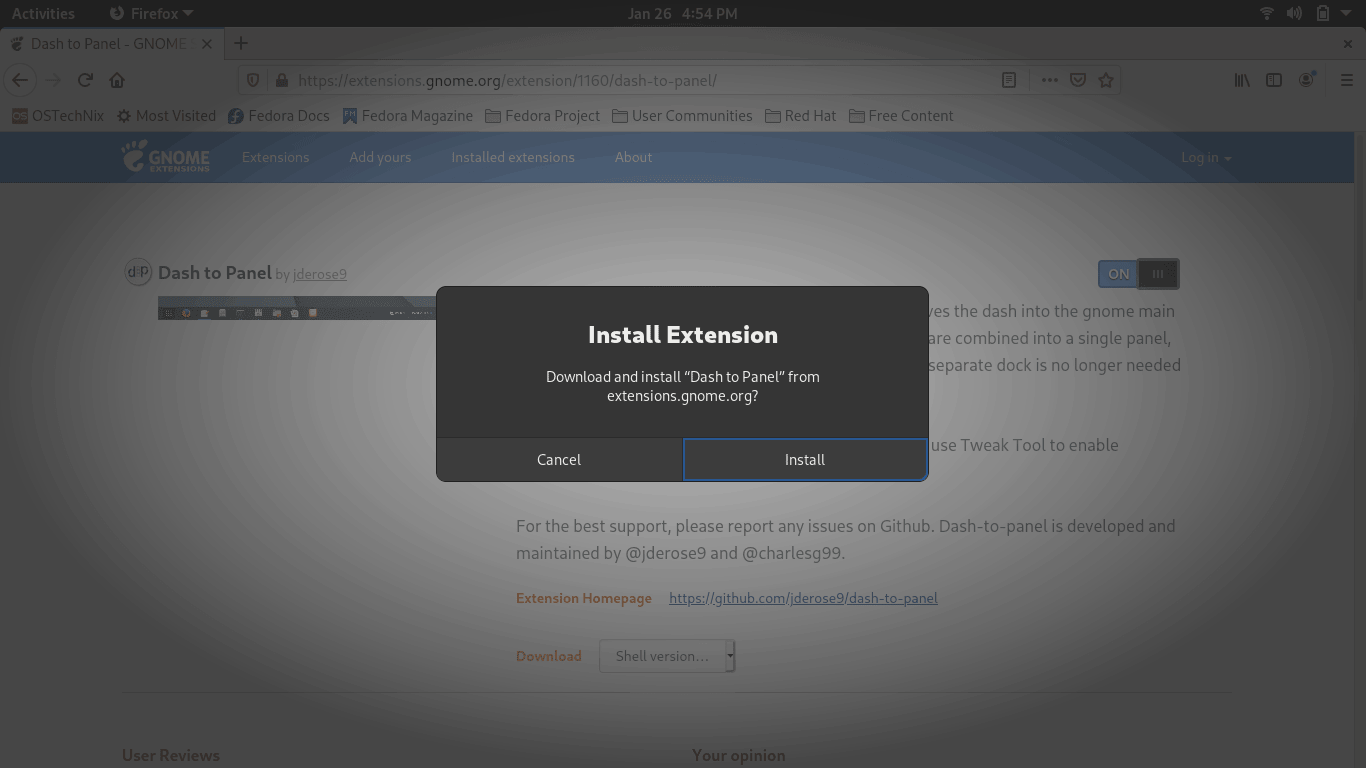 Activities Firefox Jan 26 4:54 PM
Dash to Panel - GNOME
https://extensions.gnome.org/extension/1160/dash-to-panel/
OSTechNix Most Visited Fedora Docs Fedora Magazine Fedora Project User Communities Red Hat Free Content
GNOME EXTENSIONS Extensions Add yours Installed extensions About Log in
Dash to Panel by jderose9
ON
ves the dash into the gnome main
are combined into a single panel,
separate dock is no longer needed
Install Extension
Download and install “Dash to Panel” from
extensions.gnome.org?
use Tweak Tool to enable
Cancel Install
For the best support, please report any issues on Github. Dash-to-panel is developed and
maintained by @jderose9 and @charlesg99.
Extension Homepage https://github.com/jderose9/dash-to-panel
Download Shell version...
User Reviews Your opinion